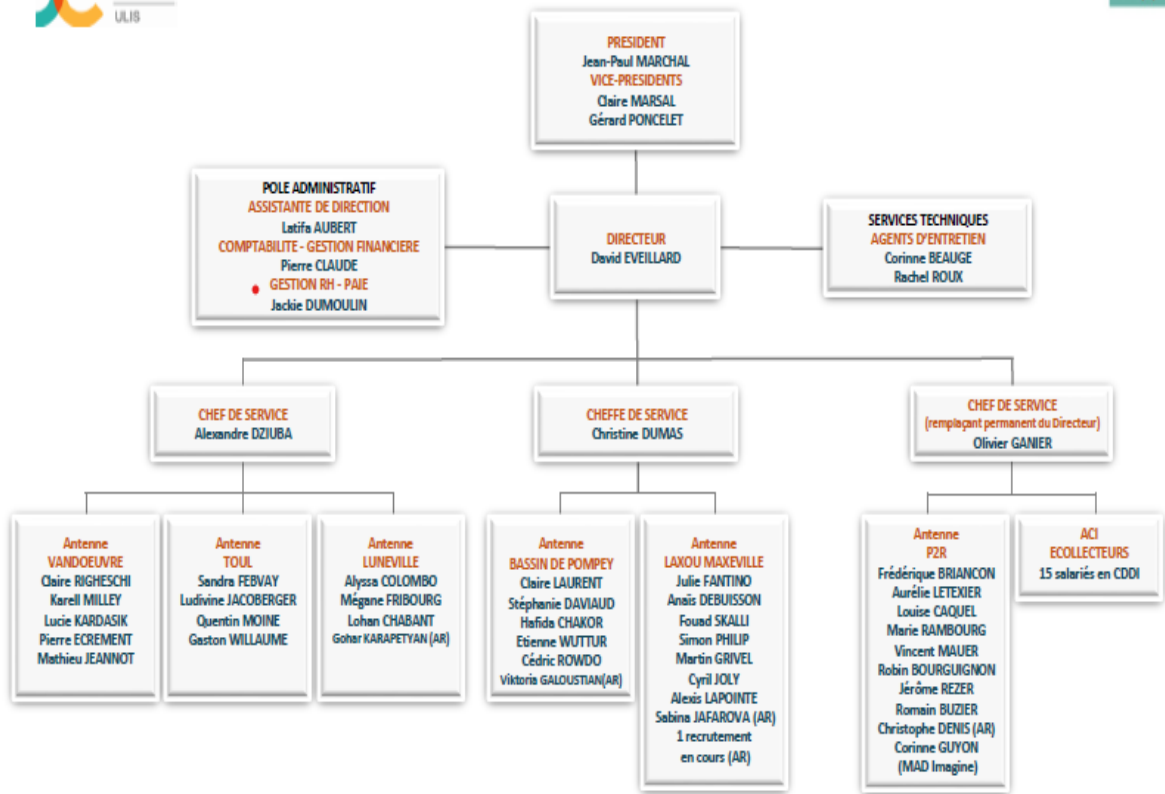 ULIS
PRESIDENT
Jean-Paul MARCHAL
VICE-PRESIDENTS
Claire MARSAL
Gérard PONCELET
POLE ADMINISTRATIF
ASSISTANTE DE DIRECTION
Latifa AUBERT
COMPTABILITE - GESTION FINANCIERE
Pierre CLAUDE
GESTION RH - PAIE
Jackie DUMOULIN
DIRECTEUR
David EVEILLARD
SERVICES TECHNIQUES
AGENTS D'ENTRETIEN
Corinne BEAUGE
Rachel ROUX
CHEF DE SERVICE
Alexandre DZIUBA
CHEFFE DE SERVICE
Christine DUMAS
CHEF DE SERVICE
(remplaçant permanent du Directeur)
Olivier GANIER
Antenne
VANDOEUVRE
Claire RIGHESCHI
Karell MILLEY
Lucie KARDASIK
Pierre ECREMENT
Mathieu JEANNOT
Antenne
TOUL
Sandra FEBVAY
Ludivine JACOBERGER
Quentin MOINE
Gaston WILLAUME
Antenne
LUNEVILLE
Alyssa COLOMBO
Mégane FRIBOURG
Lohan CHABANT
Gohar KARAPETYAN (AR)
Antenne
BASSIN DE POMPEY
Claire LAURENT
Stéphanie DAVIAUD
Hafida CHAKOR
Etienne WUTTUR
Cédric ROWDO
Viktoria GALOUSTIAN(AR)
Antenne
LAXOU MAXEVILLE
Julie FANTINO
Anaïs DEBUISSON
Fouad SKALLI
Simon PHILIP
Martin GRIVEL
Cyril JOLY
Alexis LAPOINTE
Sabina JAFAROVA (AR)
1 recrutement
en cours (AR)
Antenne
P2R
Frédérique BRIANCON
Aurélie LETEXIER
Louise CAQUEL
Marie RAMBOURG
Vincent MAUER
Robin BOURGUIGNON
Jérôme REZER
Romain BUZIER
Christophe DENIS (AR)
Corinne GUYON
(MAD Imagine)
ACI
ECOLLECTEURS
15 salariés en CDDI